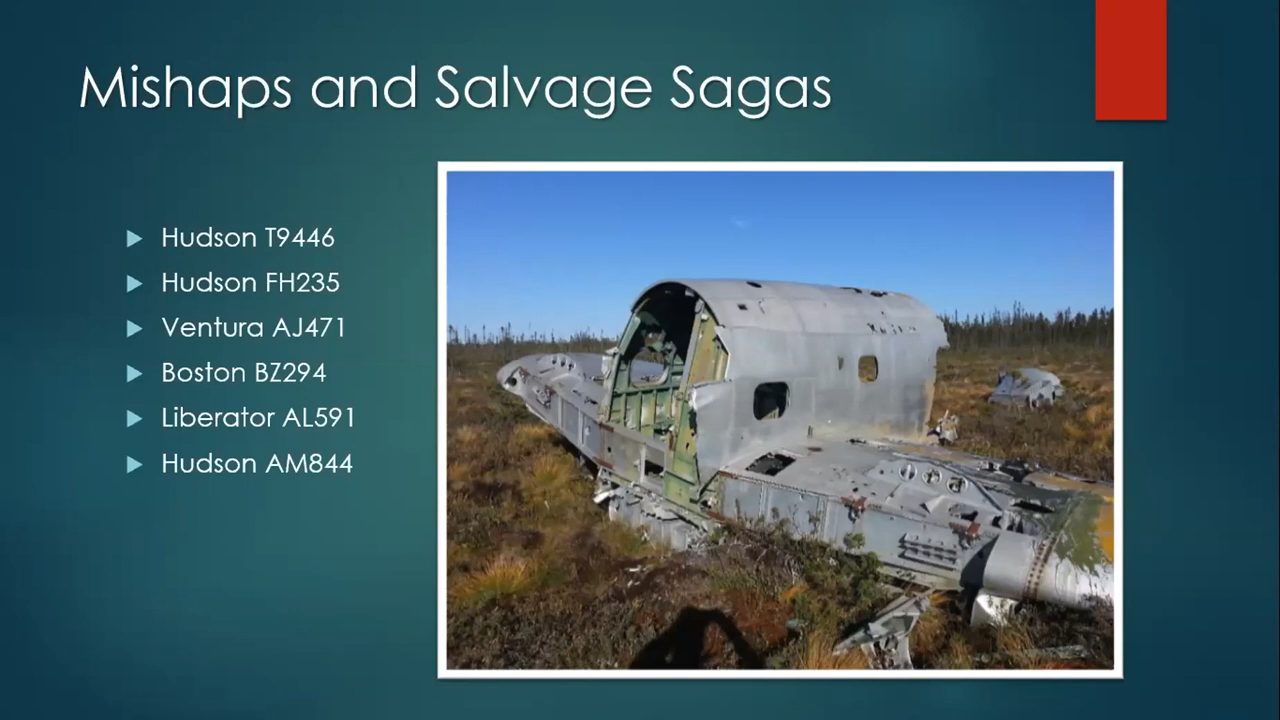 Mishaps and Salvage Sagas
Hudson T9446
Hudson FH235
Ventura AJ471
Boston BZ294
Liberator AL591
Hudson AM844